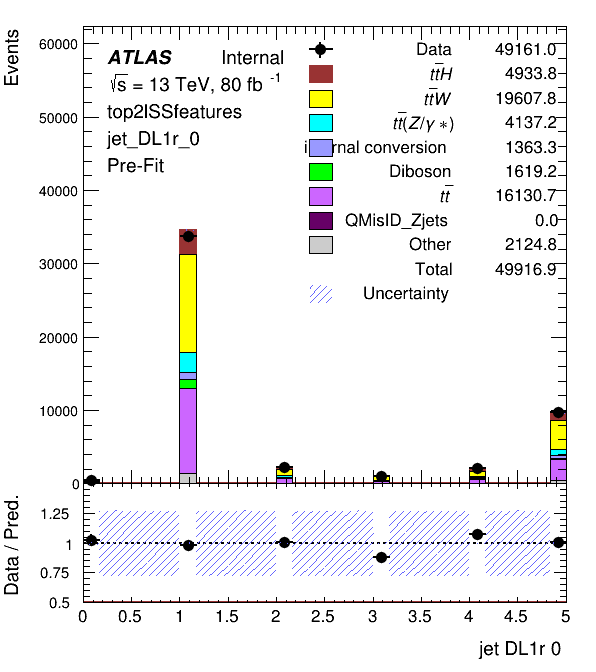 Events
60000
50000
40000
30000
20000
10000
0
ATLAS Internal
√s = 13 TeV, 80 fb -1
top2ISSfeatures
jet_DL1r_0
Pre-Fit
Data 49161.0
tt̅H 4933.8
tt̅W 19607.8
tt̅(Z/γ *) 4137.2
i rnal conversion 1363.3
Diboson 1619.2
tt̅ 16130.7
QMisID_Zjets 0.0
Other 2124.8
Total 49916.9
Uncertainty
Data / Pred.
1.25
1
0.75
0.5
0 0.5 1 1.5 2 2.5 3 3.5 4 4.5 5
jet DL1r 0